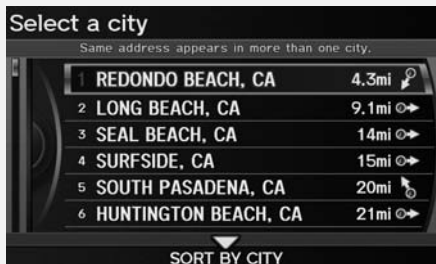 Select a city
Same address appears in more than one city.
1 REDONDO BEACH, CA 4.3mi
2 LONG BEACH, CA 9.1mi
3 SEAL BEACH, CA 14mi
4 SURFSIDE, CA 15mi
5 SOUTH PASADENA, CA 20mi
6 HUNTINGTON BEACH, CA 21mi
SORT BY CITY